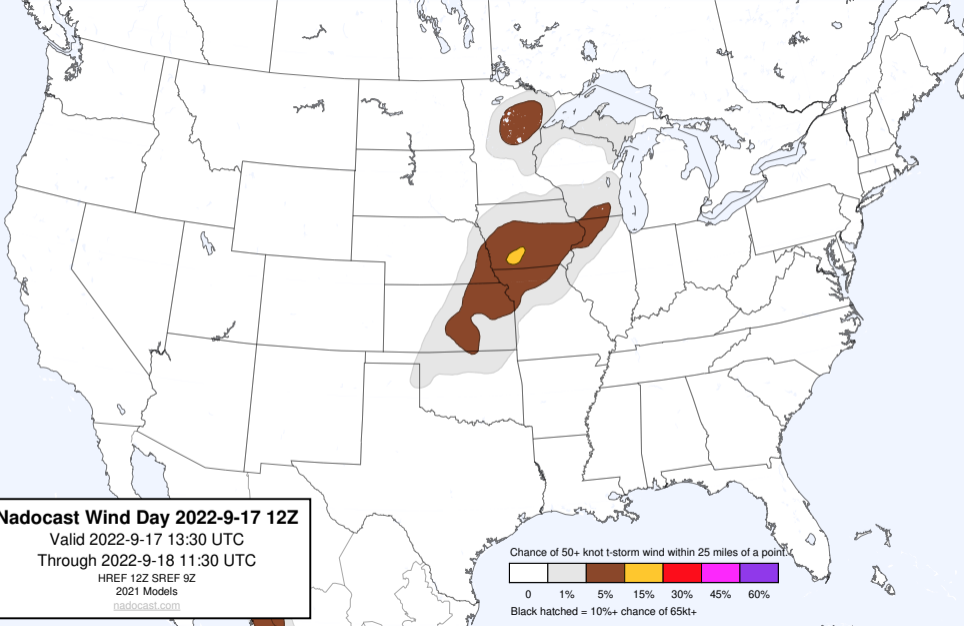 Nadocast Wind Day 2022-9-17 12Z
Valid 2022-9-17 13:30 UTC
Through 2022-9-18 11:30 UTC
HREF 12Z SREF 9Z
2021 Models
nadocast.com
Chance of 50+ knot t-storm wind within 25 miles of a point.
0 1% 5% 15% 30% 45% 60%
Black hatched = 10%+ chance of 65kt+